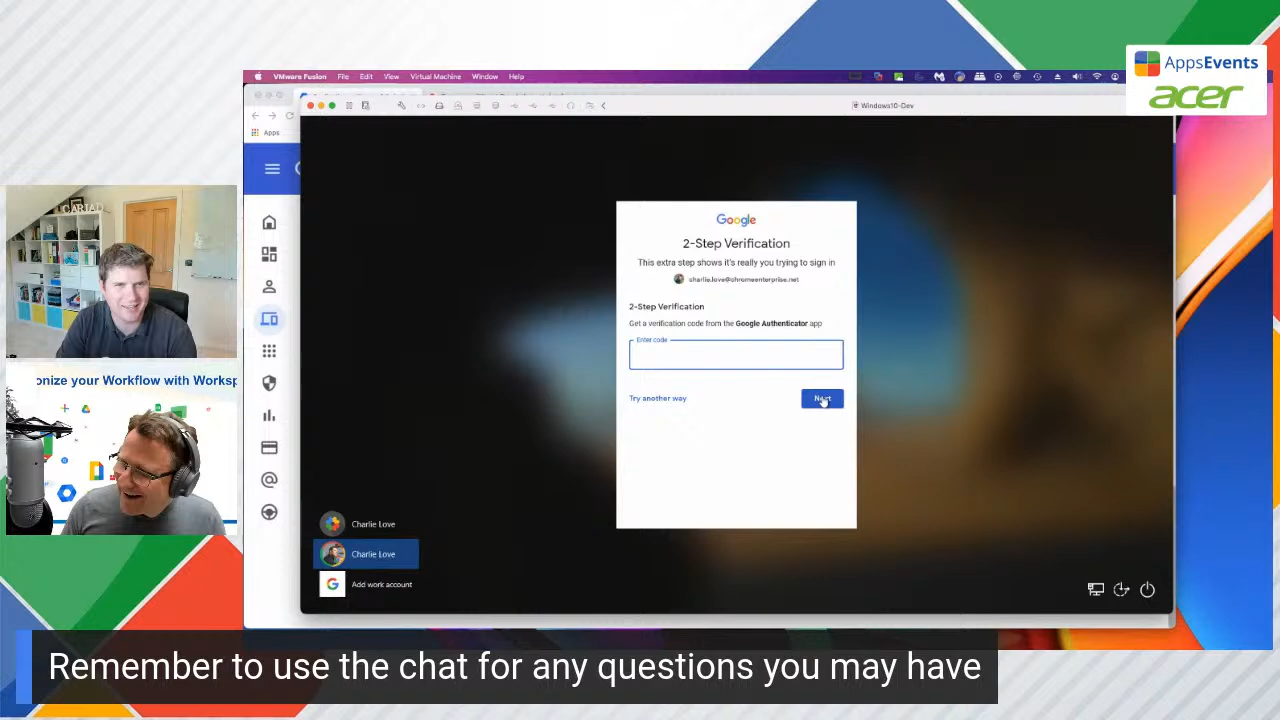 AppsEvents
acer
VMware Fusion File Edit View Virtual Machine Window Help
Windows10-Dev
Apps
CARIAD
Google
2-Step Verification
This extra step shows it's really you trying to sign in
charlie.love@chromeenterprise.net
2-Step Verification
Get a verification code from the Google Authenticator app
Enter code
Try another way
Next
onize your Workflow with Worksp
Charlie Love
Charlie Love
Add work account
Remember to use the chat for any questions you may have